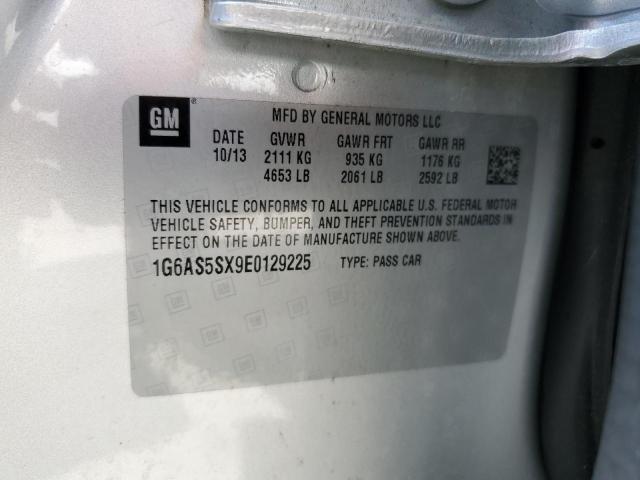 GM ® MFD BY GENERAL MOTORS LLC
DATE GVWR GAWR FRT GAWR RR
10/13 2111 KG 935 KG 1176 KG
4653 LB 2061 LB 2592 LB
THIS VEHICLE CONFORMS TO ALL APPLICABLE U.S. FEDERAL MOTOR
VEHICLE SAFETY, BUMPER, AND THEFT PREVENTION STANDARDS IN
EFFECT ON THE DATE OF MANUFACTURE SHOWN ABOVE.
1G6AS5SX9E0129225 TYPE: PASS CAR